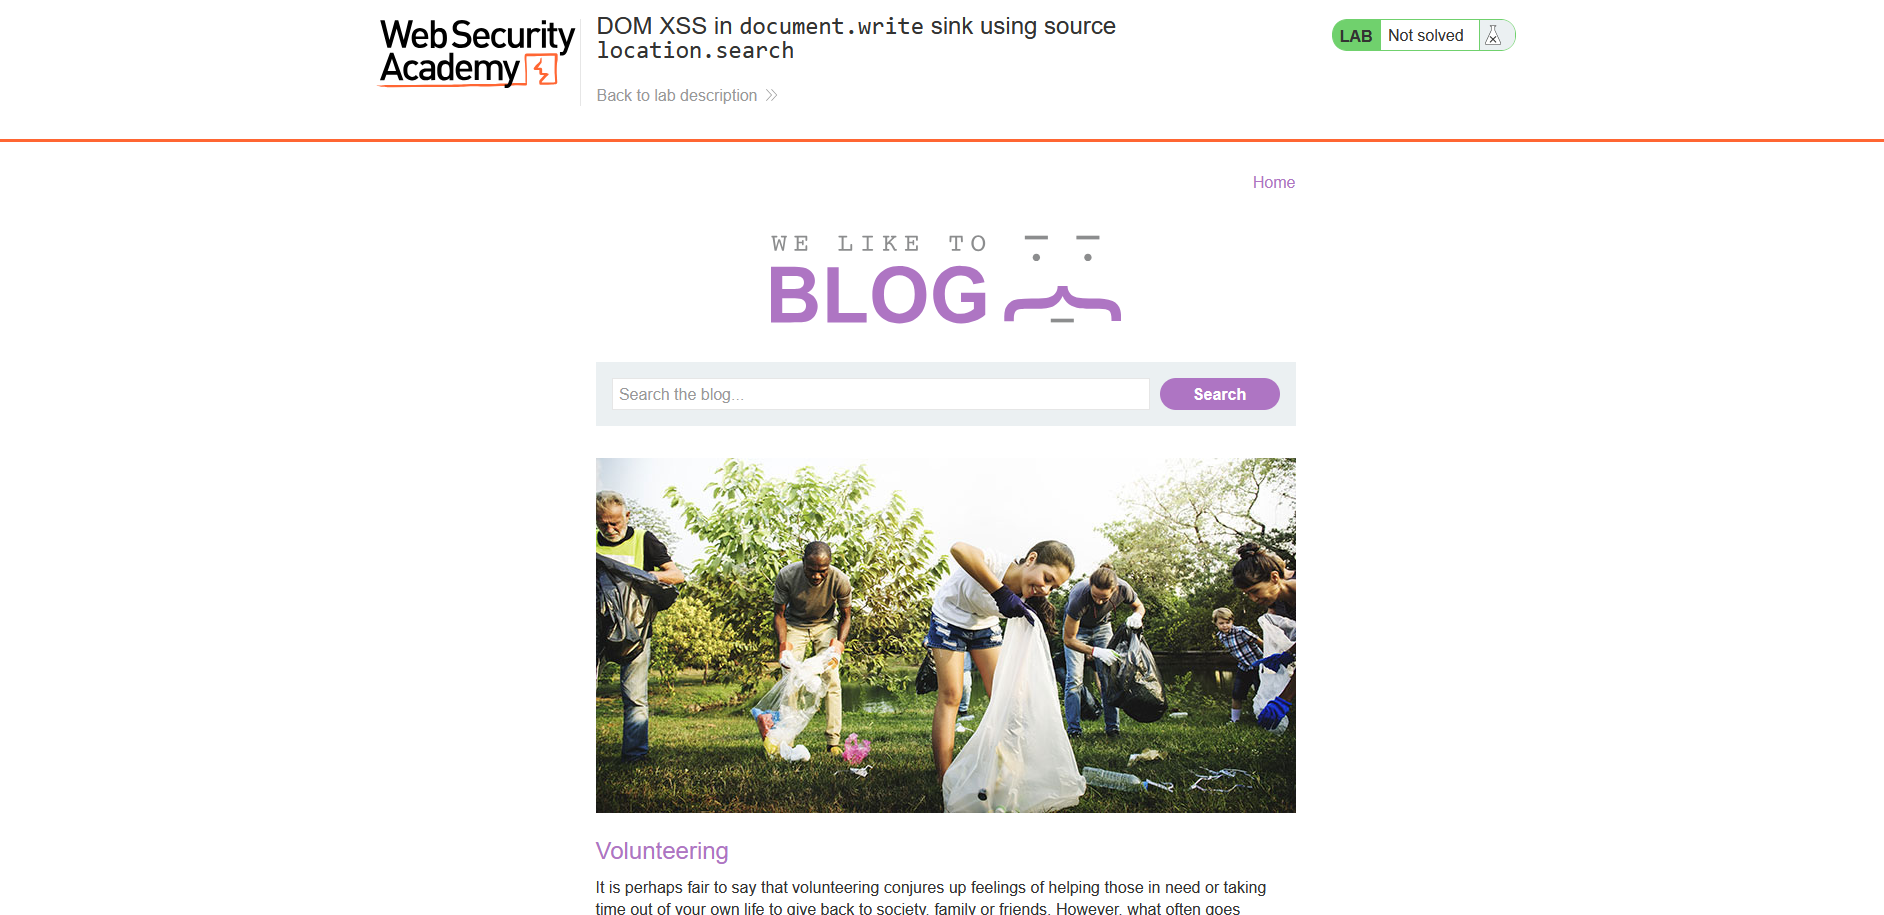 Web Security
Academy
DOM XSS in document.write sink using source
location.search
Back to lab description
LAB Not solved
Home
WE LIKE TO
BLOG
Search the blog...
Search
Volunteering
It is perhaps fair to say that volunteering conjures up feelings of helping those in need or taking
time out of your own life to give back to society, family or friends. However, what often goes